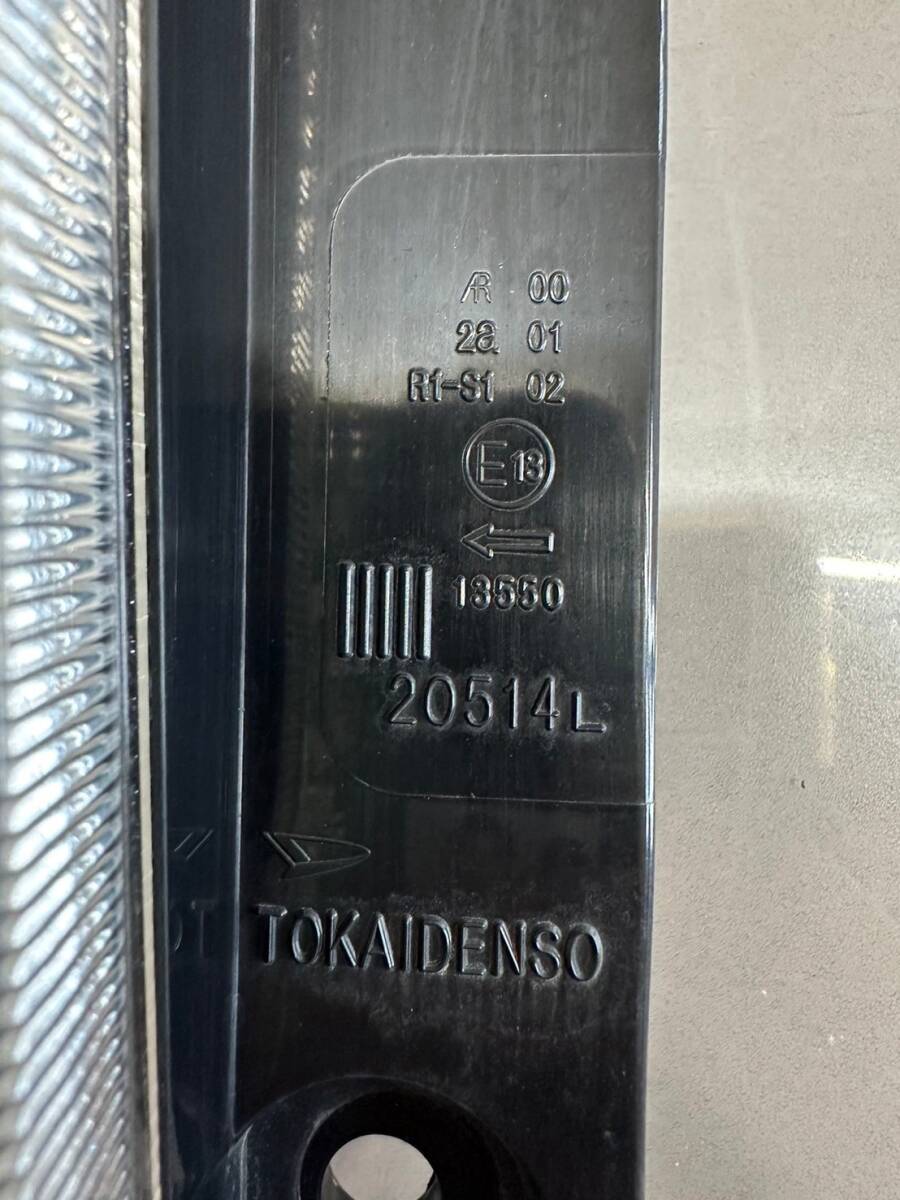 AR 00
2a 01
R1-S1 02
E13
13550
20514L
TOKAIDENSO